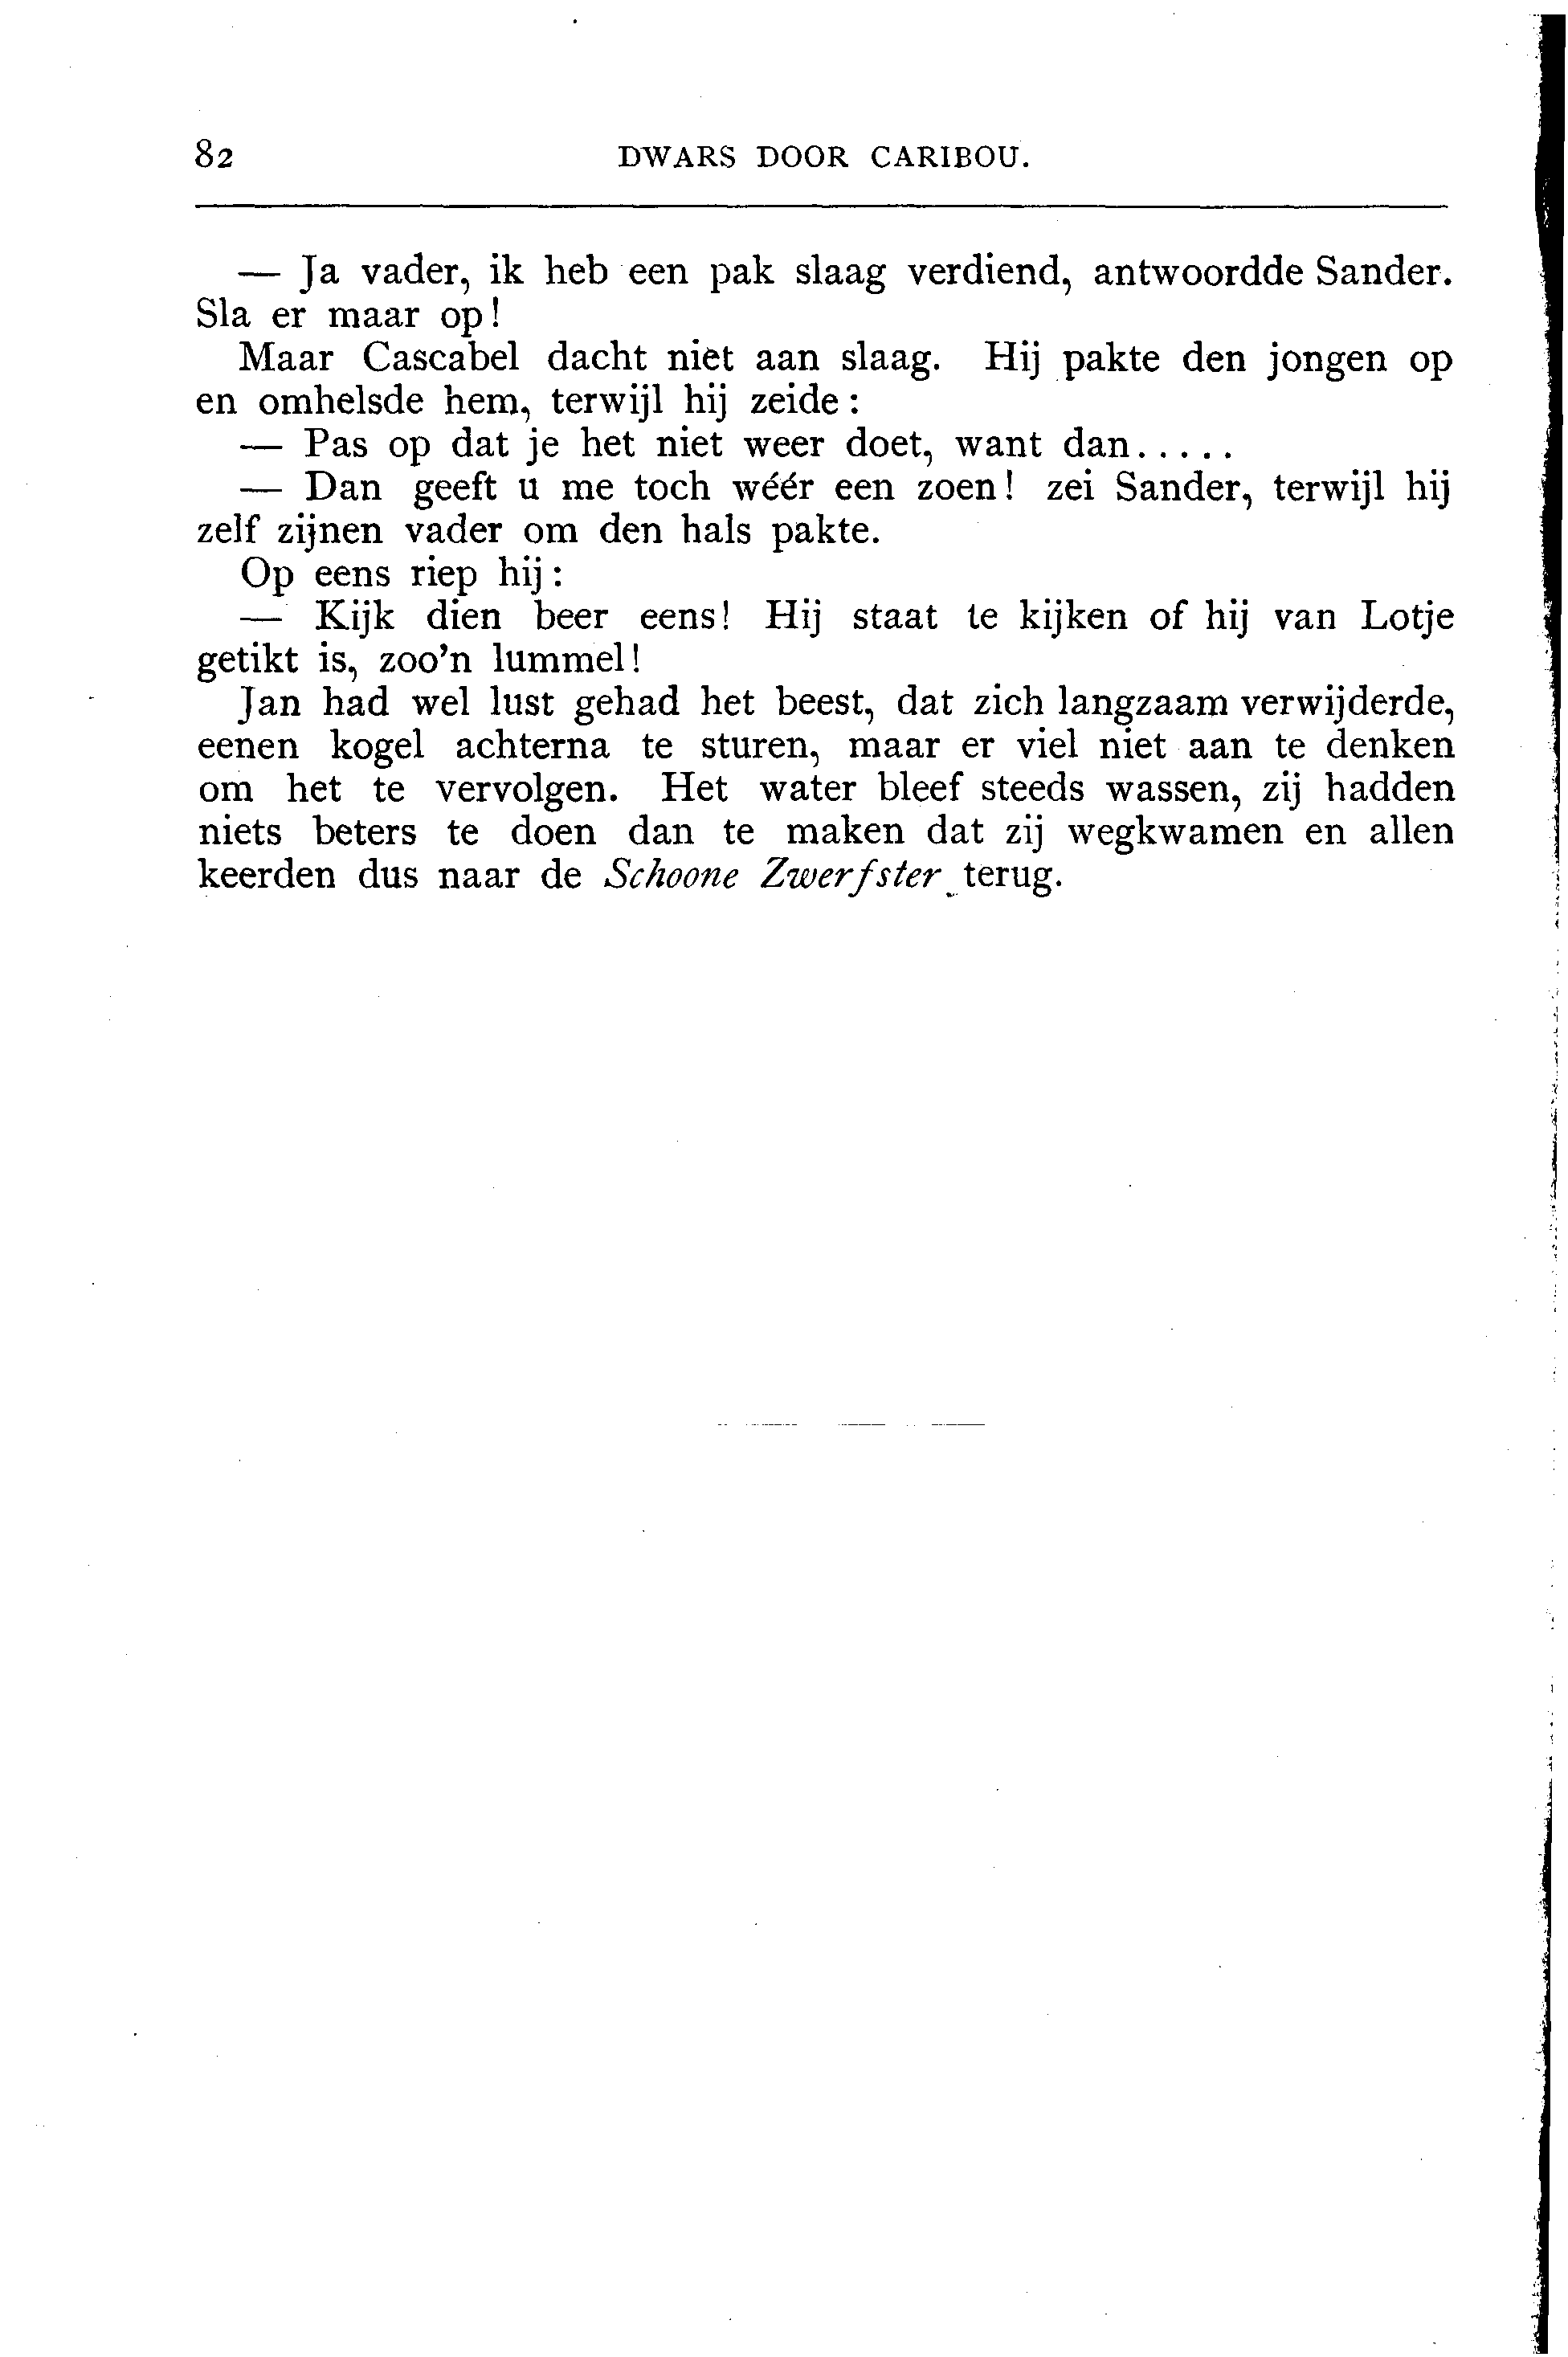 82
DWARS DOOR CARIBOU.
— Ja vader, ik heb een pak slaag verdiend, antwoordde Sander.
Sla er maar op!
Maar Cascabel dacht niet aan slaag. Hij pakte den jongen op
en omhelsde hem, terwijl hij zeide:
— Pas op dat je het niet weer doet, want dan.....
— Dan geeft u me toch wéér een zoen! zei Sander, terwijl hij
zelf zijnen vader om den hals pakte.
Op eens riep hij:
— Kijk dien beer eens! Hij staat te kijken of hij van Lotje
getikt is, zoo'n lummel!
Jan had wel lust gehad het beest, dat zich langzaam verwijderde,
eenen kogel achterna te sturen, maar er viel niet aan te denken
om het te vervolgen. Het water bleef steeds wassen, zij hadden
niets beters te doen dan te maken dat zij wegkwamen en allen
keerden dus naar de Schoone Zwerfster terug.